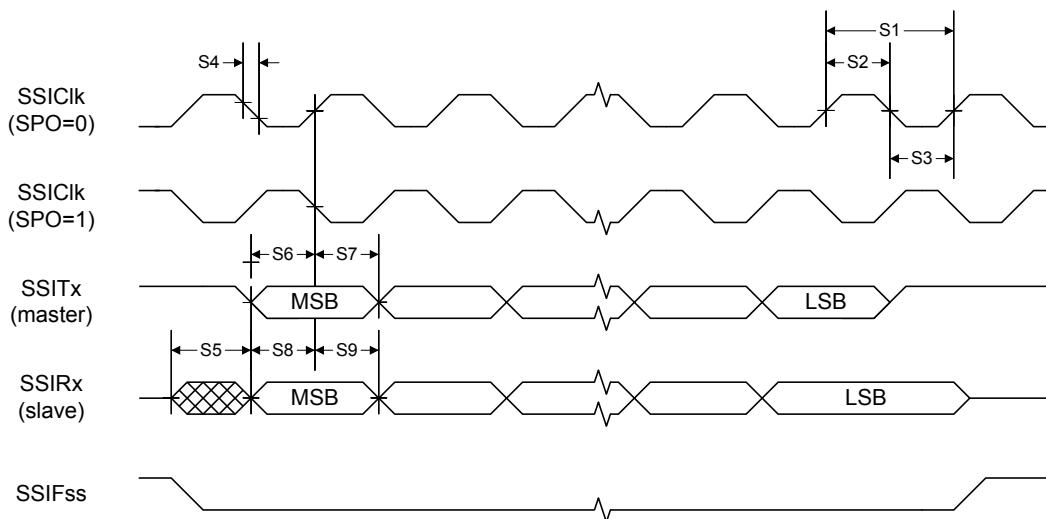 S1
S4
S2
SSIClk
(SPO=0)
S3
SSIClk
(SPO=1)
S6 S7
SSITx
(master)
MSB LSB
S5 S8 S9
SSIRx
(slave)
MSB LSB
SSIFss